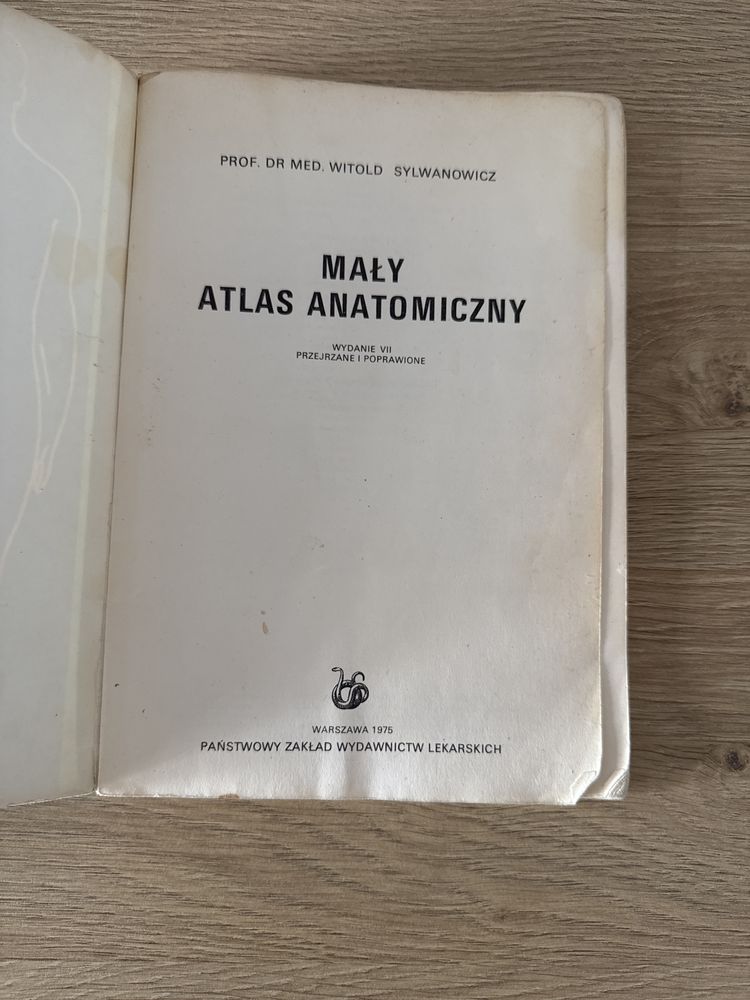 PROF. DR MED. WITOLD SYLWANOWICZ
MAŁY
ATLAS ANATOMICZNY
WYDANIE VII
PRZEJRZANE I POPRAWIONE
WARSZAWA 1975
PAŃSTWOWY ZAKŁAD WYDAWNICTW LEKARSKICH